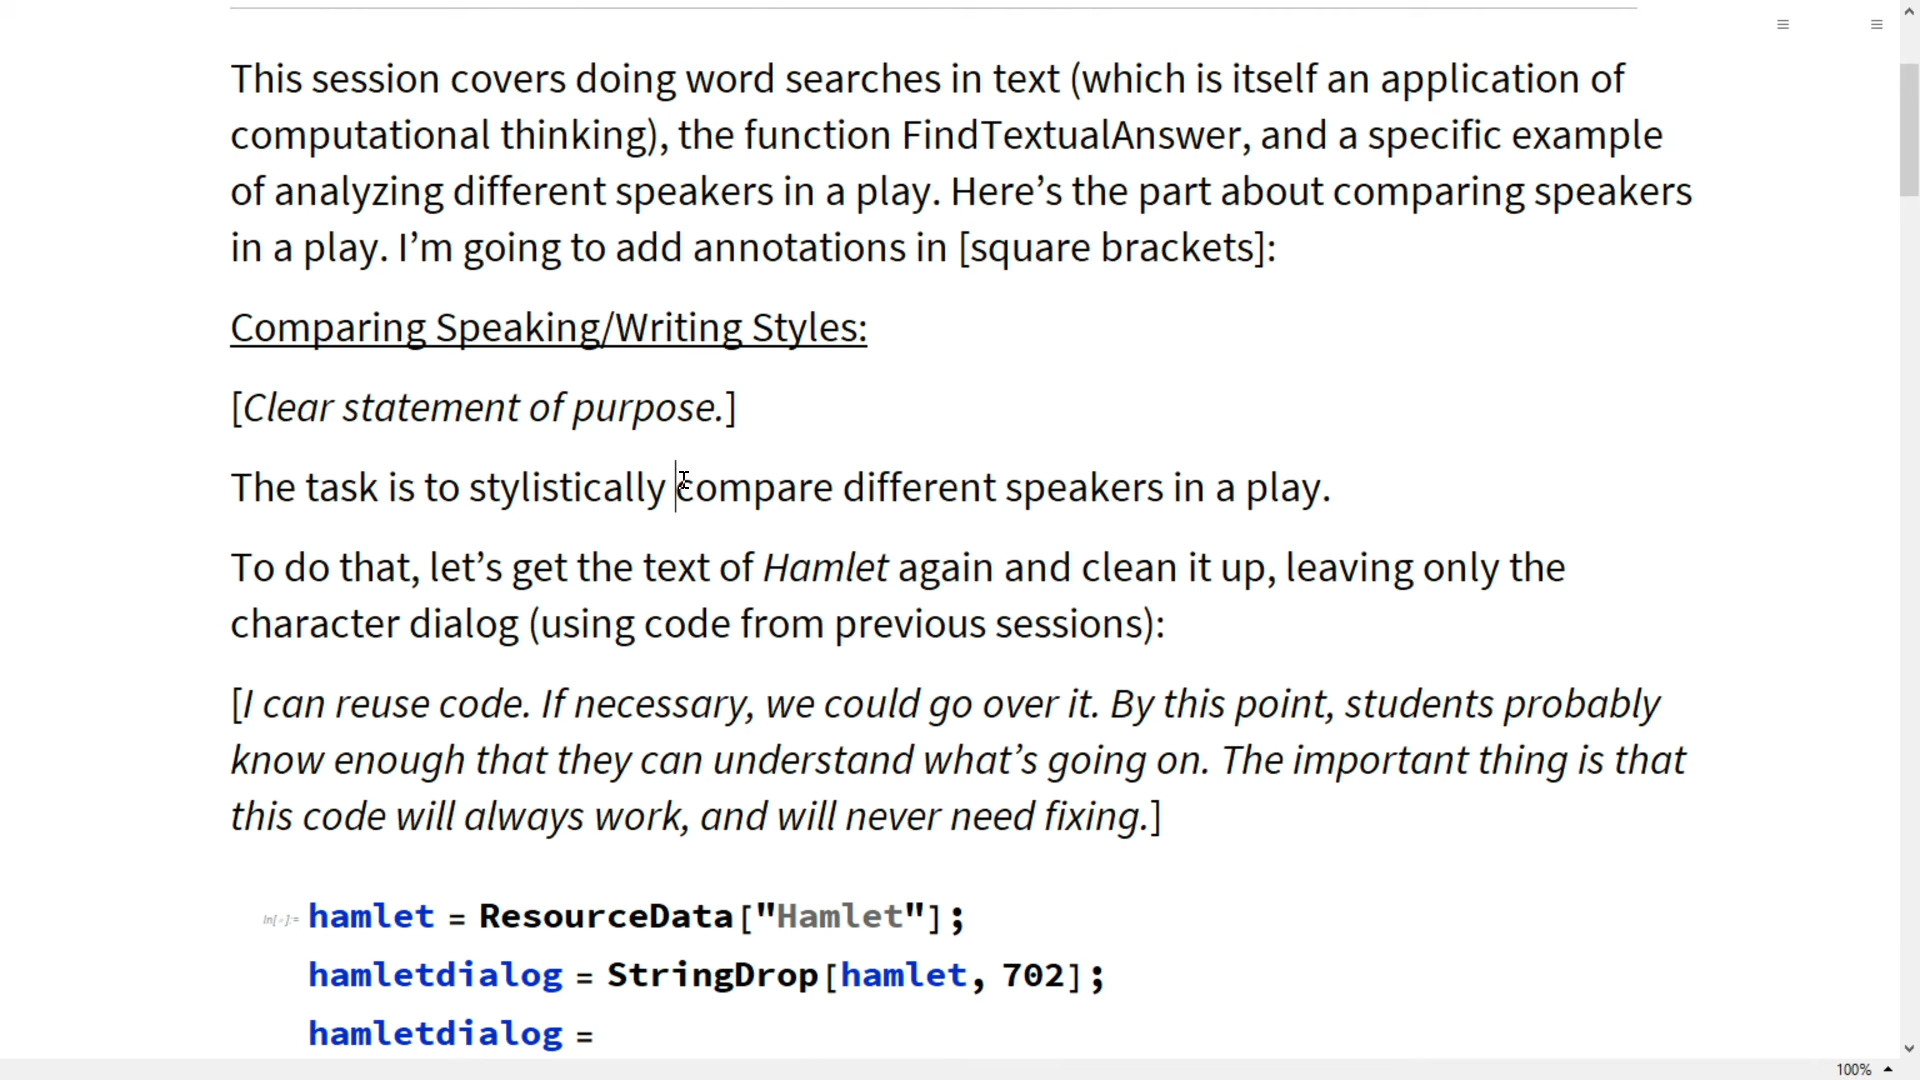 This session covers doing word searches in text (which is itself an application of
computational thinking), the function FindTextualAnswer, and a specific example
of analyzing different speakers in a play. Here’s the part about comparing speakers
in a play. I’m going to add annotations in [square brackets]:
Comparing Speaking/Writing Styles:
[Clear statement of purpose.]
The task is to stylistically compare different speakers in a play.
To do that, let’s get the text of Hamlet again and clean it up, leaving only the
character dialog (using code from previous sessions):
[I can reuse code. If necessary, we could go over it. By this point, students probably
know enough that they can understand what’s going on. The important thing is that
this code will always work, and will never need fixing.]
In[◦]:= hamlet = ResourceData["Hamlet"];
hamletdialog = StringDrop[hamlet, 702];
hamletdialog =
100%